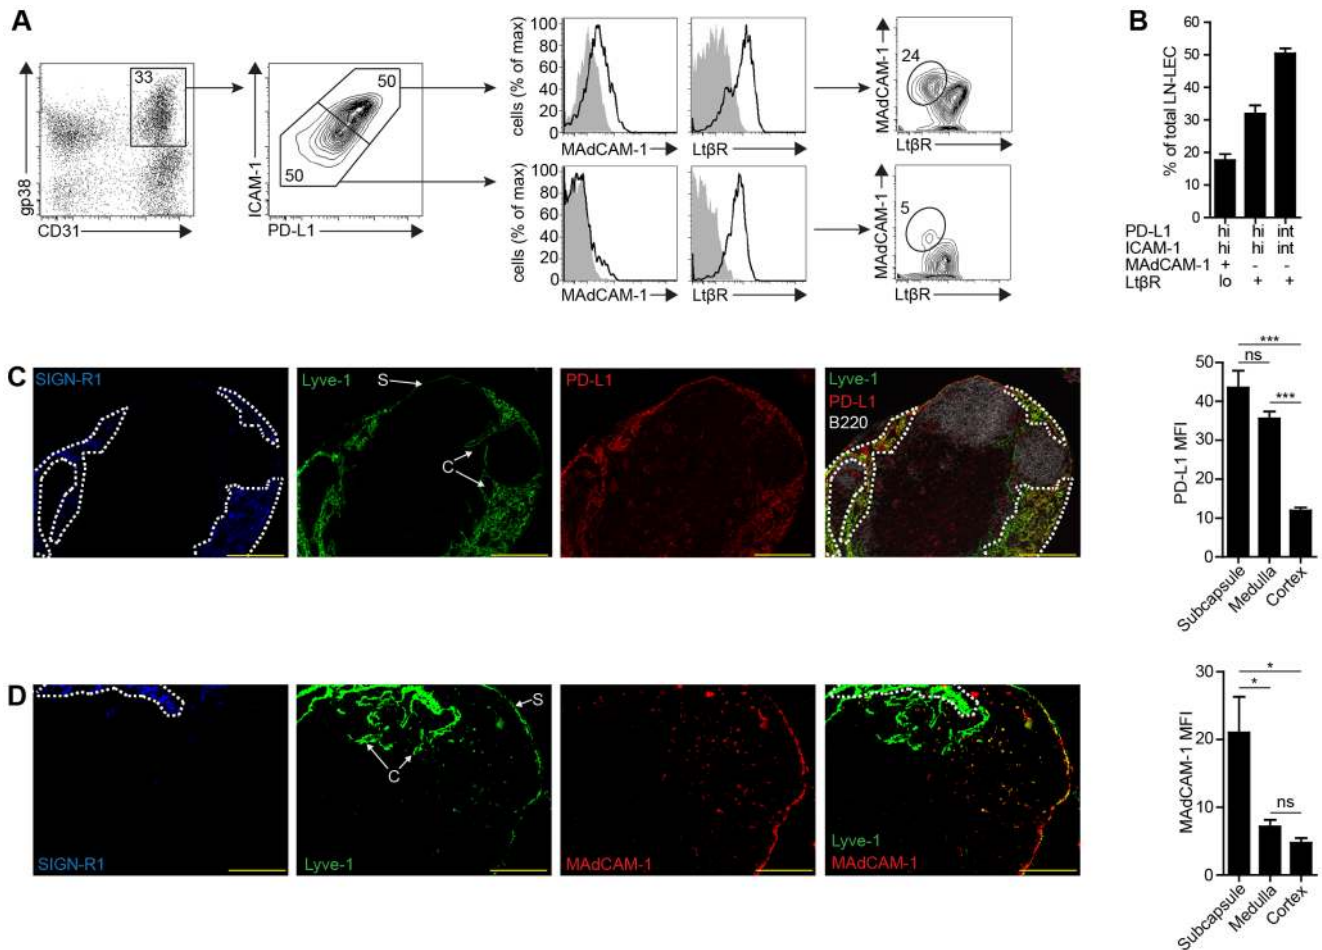 A
33
gp38
CD31
50
50
ICAM-1
PD-L1
cells (% of max)
100
80
60
40
20
0
MAdCAM-1
LtβR
MAdCAM-1
24
LtβR
cells (% of max)
100
80
60
40
20
0
MAdCAM-1
LtβR
MAdCAM-1
5
LtβR
B
% of total LN-LEC
60
50
40
30
20
10
0
PD-L1 hi hi int
ICAM-1 hi hi int
MAdCAM-1 + - -
LtβR lo + +
C
SIGN-R1
Lyve-1
S
C
PD-L1
Lyve-1
PD-L1
B220
PD-L1 MFI
50
40
30
20
10
0
***
ns
***
Subcapsule
Medulla
Cortex
D
SIGN-R1
Lyve-1
S
C
MAdCAM-1
Lyve-1
MAdCAM-1
MAdCAM-1 MFI
30
20
10
0
*
*
ns
Subcapsule
Medulla
Cortex